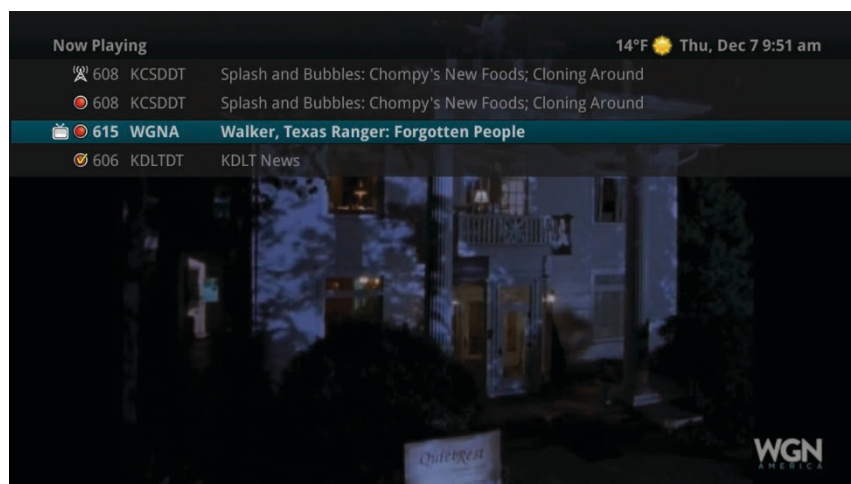 Now Playing 14°F Thu, Dec 7 9:51 am
608 KCSDDT Splash and Bubbles: Chompy's New Foods; Cloning Around
608 KCSDDT Splash and Bubbles: Chompy's New Foods; Cloning Around
615 WGNA Walker, Texas Ranger: Forgotten People
606 KDLTDT KDLT News
QuietRest
WGN
AMERICA